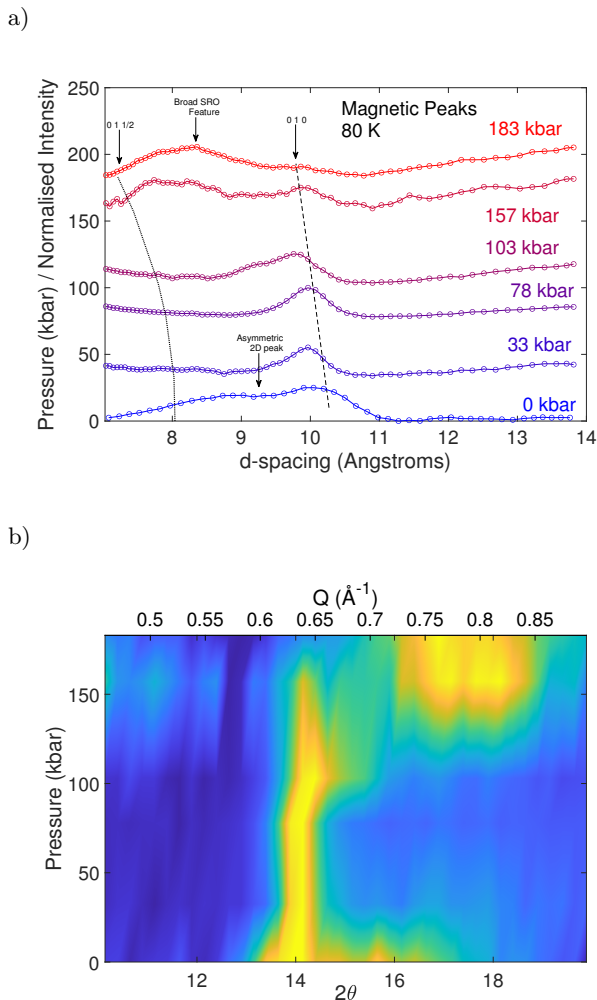 a)
250
200
150
100
50
0
Pressure (kbar) / Normalised Intensity
0 1 1/2
Broad SRO
Feature
0 1 0
Magnetic Peaks
80 K
183 kbar
157 kbar
103 kbar
78 kbar
33 kbar
0 kbar
Asymmetric
2D peak
8 9 10 11 12 13 14
d-spacing (Angstroms)
b)
Q (Å⁻¹)
0.5 0.55 0.6 0.65 0.7 0.75 0.8 0.85
150
100
50
0
Pressure (kbar)
12 14 16 18
2θ